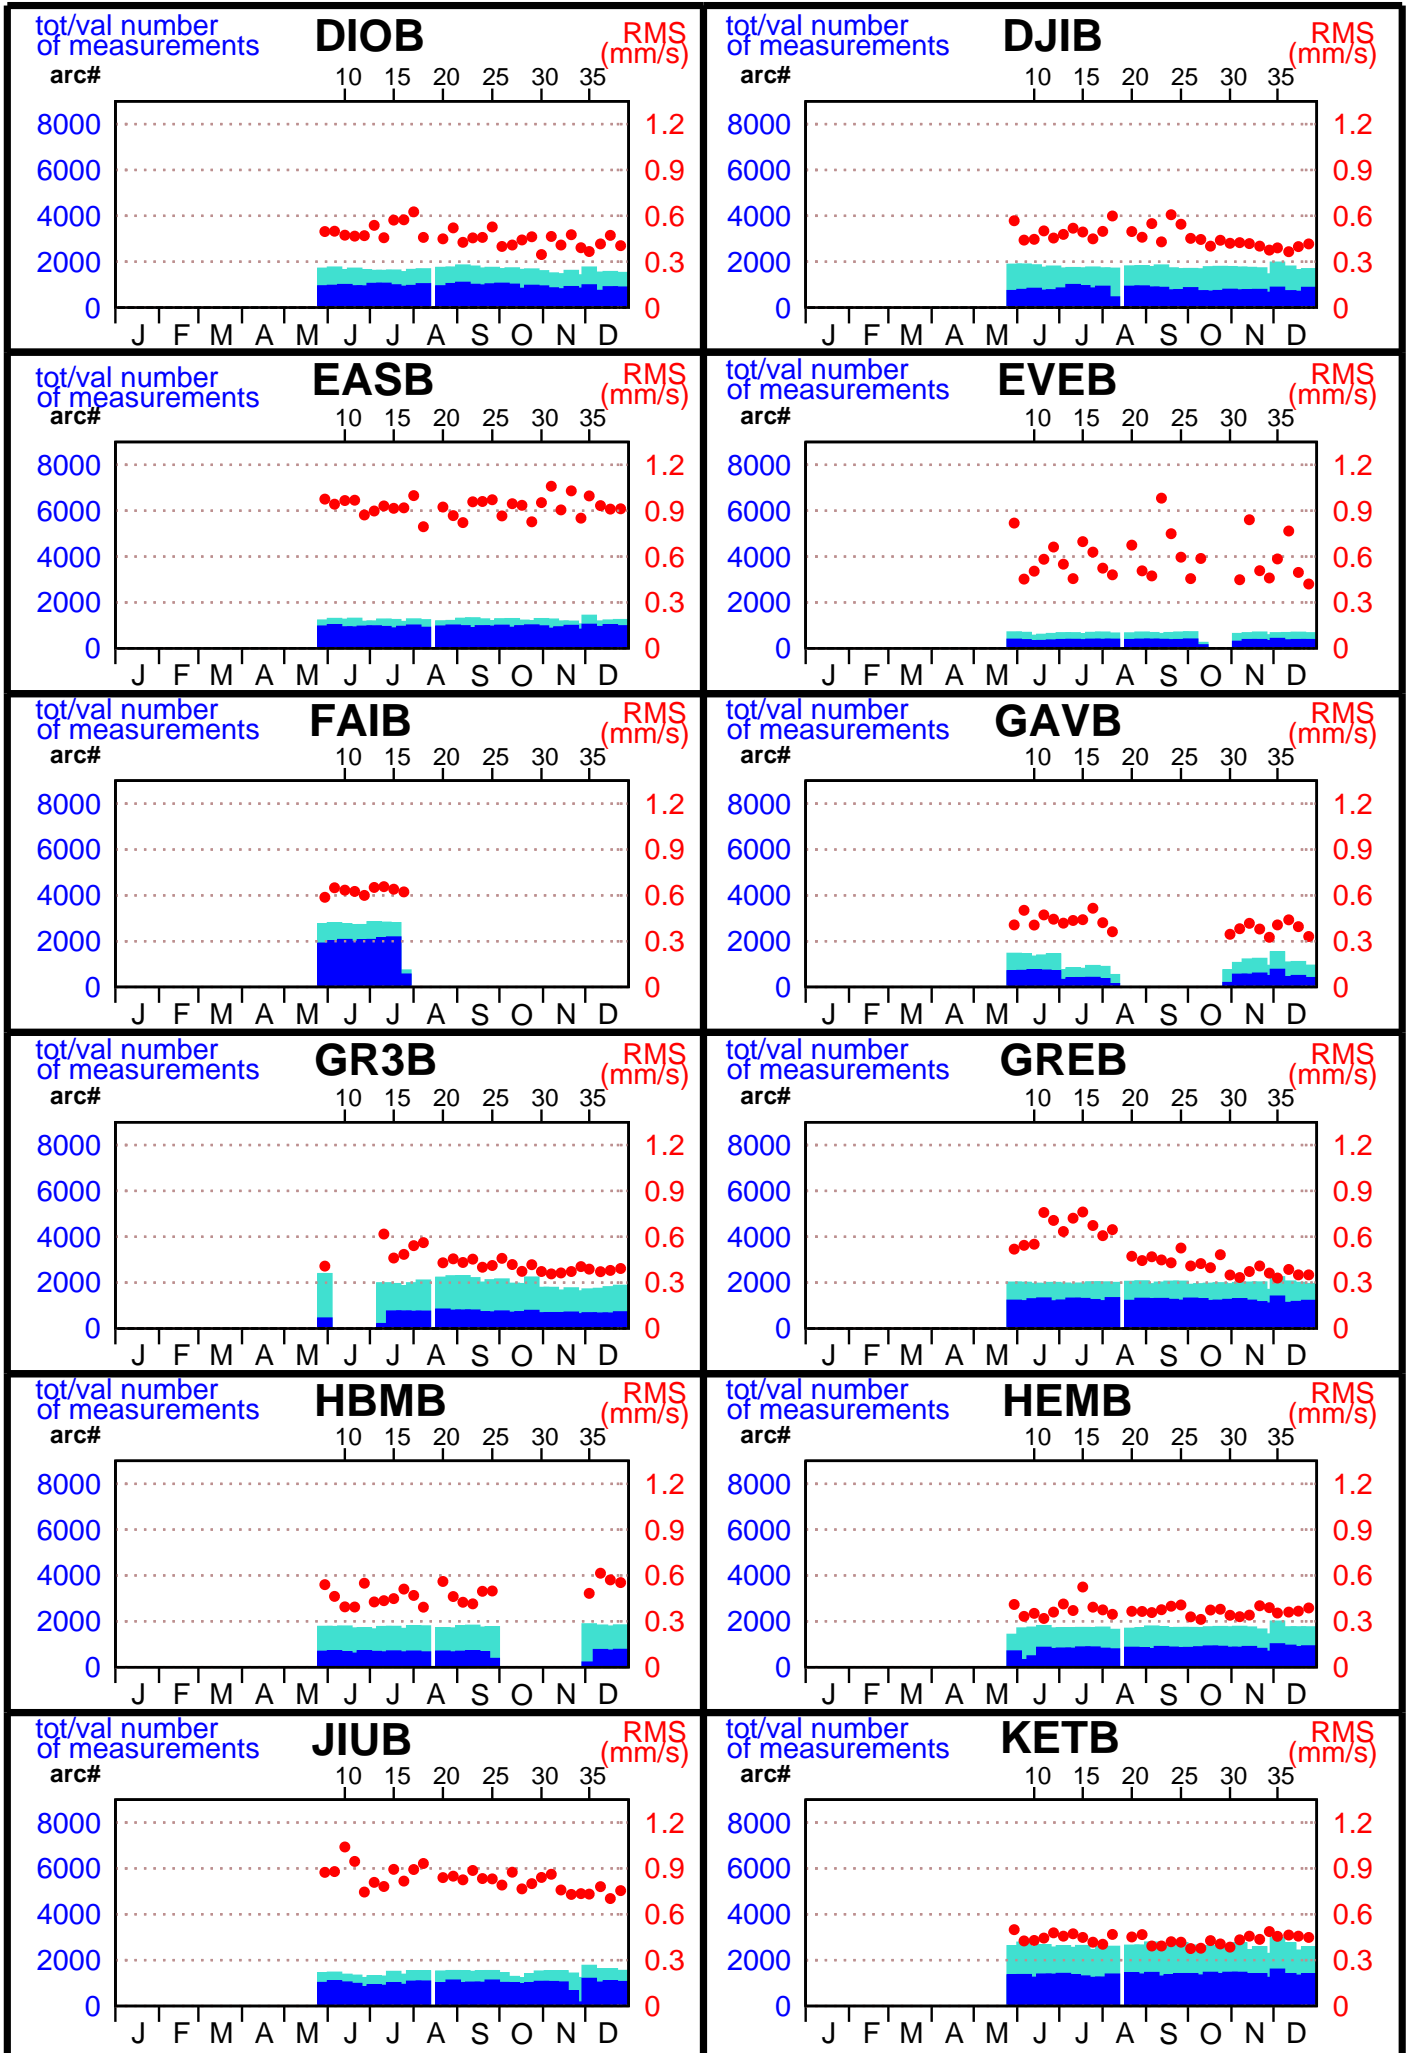 tot/val number
of measurements
DIOB
RMS
(mm/s)
arc#
10 15 20 25 30 35
8000 1.2
6000 0.9
4000 0.6
2000 0.3
0 0
J F M A M J J A S O N D
tot/val number
of measurements
DJIB
RMS
(mm/s)
arc#
10 15 20 25 30 35
8000 1.2
6000 0.9
4000 0.6
2000 0.3
0 0
J F M A M J J A S O N D
tot/val number
of measurements
EASB
RMS
(mm/s)
arc#
10 15 20 25 30 35
8000 1.2
6000 0.9
4000 0.6
2000 0.3
0 0
J F M A M J J A S O N D
tot/val number
of measurements
EVEB
RMS
(mm/s)
arc#
10 15 20 25 30 35
8000 1.2
6000 0.9
4000 0.6
2000 0.3
0 0
J F M A M J J A S O N D
tot/val number
of measurements
FAIB
RMS
(mm/s)
arc#
10 15 20 25 30 35
8000 1.2
6000 0.9
4000 0.6
2000 0.3
0 0
J F M A M J J A S O N D
tot/val number
of measurements
GAVB
RMS
(mm/s)
arc#
10 15 20 25 30 35
8000 1.2
6000 0.9
4000 0.6
2000 0.3
0 0
J F M A M J J A S O N D
tot/val number
of measurements
GR3B
RMS
(mm/s)
arc#
10 15 20 25 30 35
8000 1.2
6000 0.9
4000 0.6
2000 0.3
0 0
J F M A M J J A S O N D
tot/val number
of measurements
GREB
RMS
(mm/s)
arc#
10 15 20 25 30 35
8000 1.2
6000 0.9
4000 0.6
2000 0.3
0 0
J F M A M J J A S O N D
tot/val number
of measurements
HBMB
RMS
(mm/s)
arc#
10 15 20 25 30 35
8000 1.2
6000 0.9
4000 0.6
2000 0.3
0 0
J F M A M J J A S O N D
tot/val number
of measurements
HEMB
RMS
(mm/s)
arc#
10 15 20 25 30 35
8000 1.2
6000 0.9
4000 0.6
2000 0.3
0 0
J F M A M J J A S O N D
tot/val number
of measurements
JIUB
RMS
(mm/s)
arc#
10 15 20 25 30 35
8000 1.2
6000 0.9
4000 0.6
2000 0.3
0 0
J F M A M J J A S O N D
tot/val number
of measurements
KETB
RMS
(mm/s)
arc#
10 15 20 25 30 35
8000 1.2
6000 0.9
4000 0.6
2000 0.3
0 0
J F M A M J J A S O N D